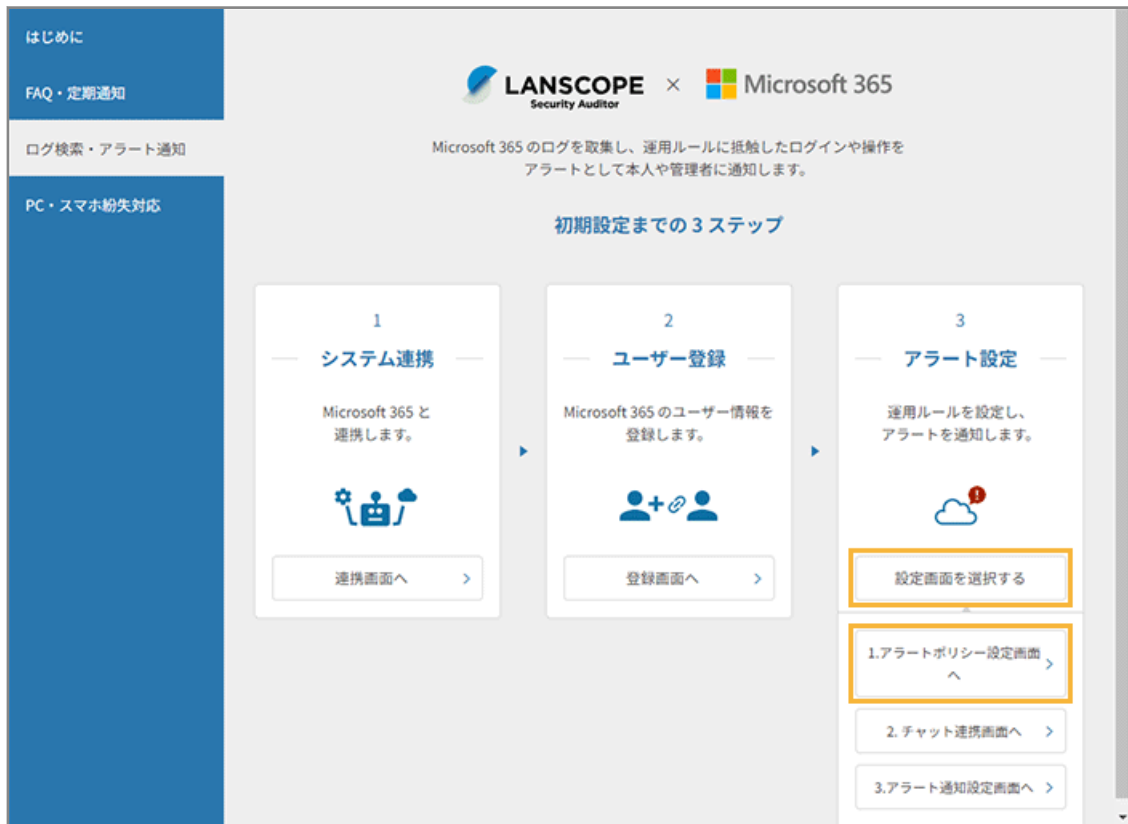 はじめに
FAQ・定期通知
ログ検索・アラート通知
PC・スマホ紛失対応
LANSCOPE
Security Auditor
×
Microsoft 365
Microsoft 365 のログを取集し、運用ルールに抵触したログインや操作を
アラートとして本人や管理者に通知します。
初期設定までの 3 ステップ
1
システム連携
Microsoft 365 と
連携します。
連携画面へ
2
ユーザー登録
Microsoft 365 のユーザー情報を
登録します。
登録画面へ
3
アラート設定
運用ルールを設定し、
アラートを通知します。
設定画面を選択する
1.アラートポリシー設定画面
へ
2. チャット連携画面へ
3.アラート通知設定画面へ